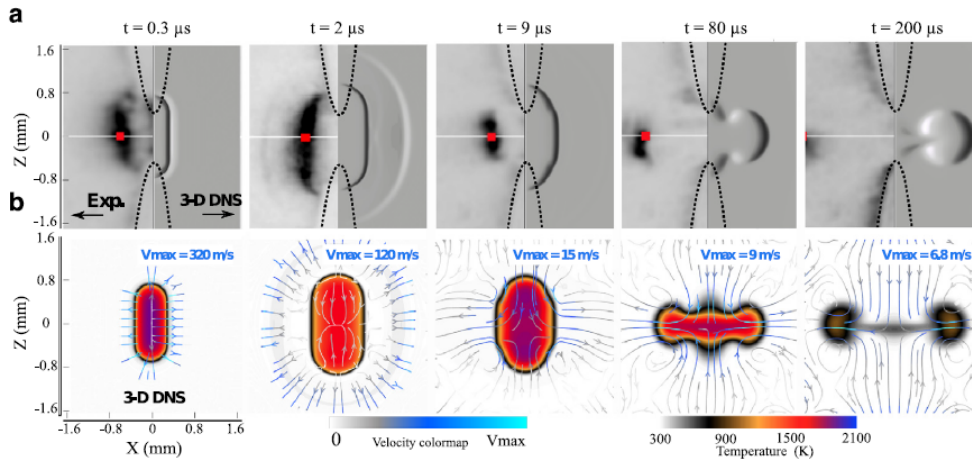 a
t = 0.3 µs t = 2 µs t = 9 µs t = 80 µs t = 200 µs
1.6
0.8
0
-0.8
-1.6
Z (mm)
Exp. 3-D DNS
b
Vmax = 320 m/s Vmax = 120 m/s Vmax = 15 m/s Vmax = 9 m/s Vmax = 6.8 m/s
1.6
0.8
0
-0.8
-1.6
Z (mm)
3-D DNS
-1.6 -0.8 0 0.8 1.6
X (mm)
0 Velocity colormap Vmax
300 900 1500 2100
Temperature (K)